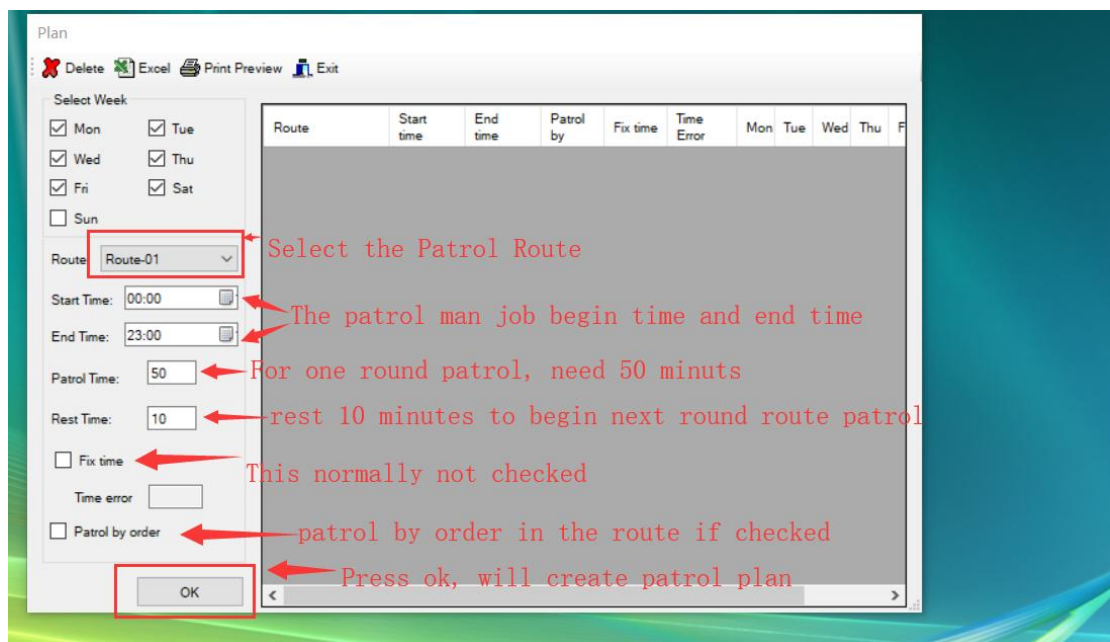 Plan
Delete Excel Print Preview Exit
Select Week
Mon Tue
Wed Thu
Fri Sat
Sun
Route Start time End time Patrol by Fix time Time Error Mon Tue Wed Thu F
Route Route-01
Select the Patrol Route
Start Time: 00:00
End Time: 23:00
The patrol man job begin time and end time
Patrol Time: 50
For one round patrol, need 50 minuts
Rest Time: 10
rest 10 minutes to begin next round route patrol
Fix time
This normally not checked
Time error
Patrol by order
patrol by order in the route if checked
OK
Press ok, will create patrol plan